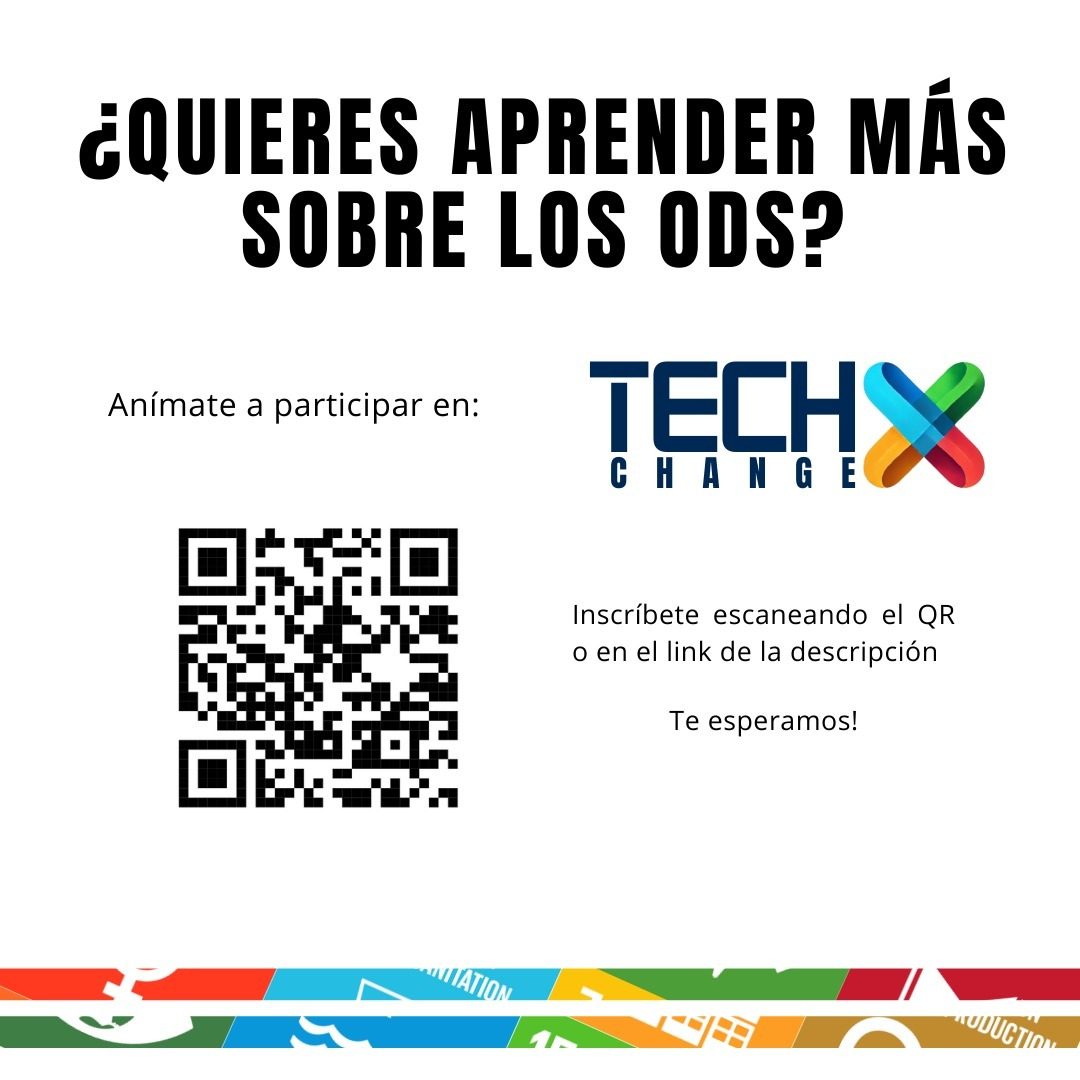 ¿QUIERES APRENDER MÁS
SOBRE LOS ODS?
Anímate a participar en:
TECH X
CHANGE
Inscríbete escaneando el QR
o en el link de la descripción
Te esperamos!
PRODUCTION